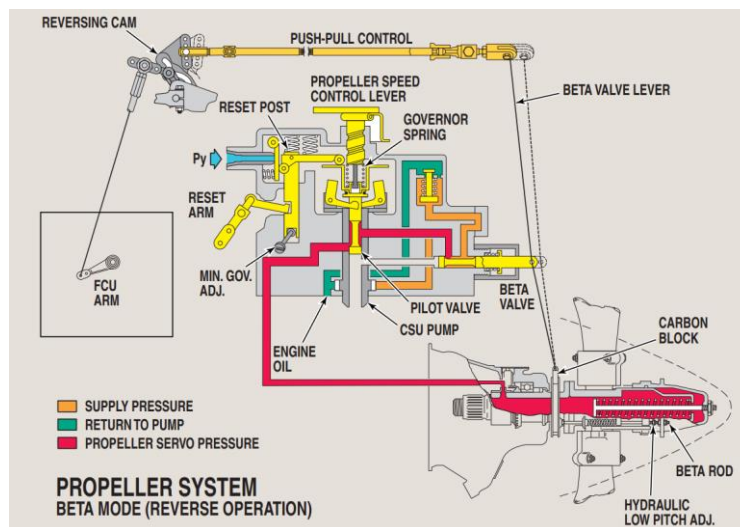 REVERSING CAM
PUSH-PULL CONTROL
BETA VALVE LEVER
PROPELLER SPEED
CONTROL LEVER
RESET POST
GOVERNOR
SPRING
Py
RESET
ARM
MIN. GOV.
ADJ.
FCU
ARM
PILOT VALVE
BETA
VALVE
ENGINE
OIL
CSU PUMP
CARBON
BLOCK
SUPPLY PRESSURE
RETURN TO PUMP
PROPELLER SERVO PRESSURE
BETA ROD
HYDRAULIC
LOW PITCH ADJ.
PROPELLER SYSTEM
BETA MODE (REVERSE OPERATION)